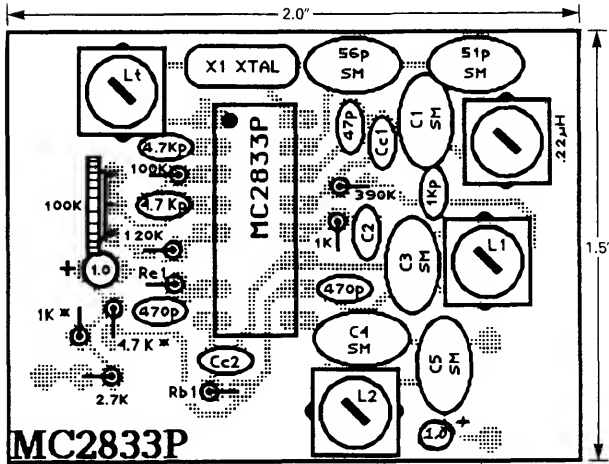 2.0"
Lt
X1 XTAL
56p
SM
51p
SM
C1
SM
.22µH
47p
Cc1
4.7Kp
100K
MC2833P
390K
1Kp
4.7Kp
100K
120K
1K
C2
1.5"
L1
C3
SM
+
1.0
Re1
470p
1K *
470p
4.7K *
C4
SM
C5
SM
Cc2
2.7K
Rb1
L2
1.0
+
MC2833P